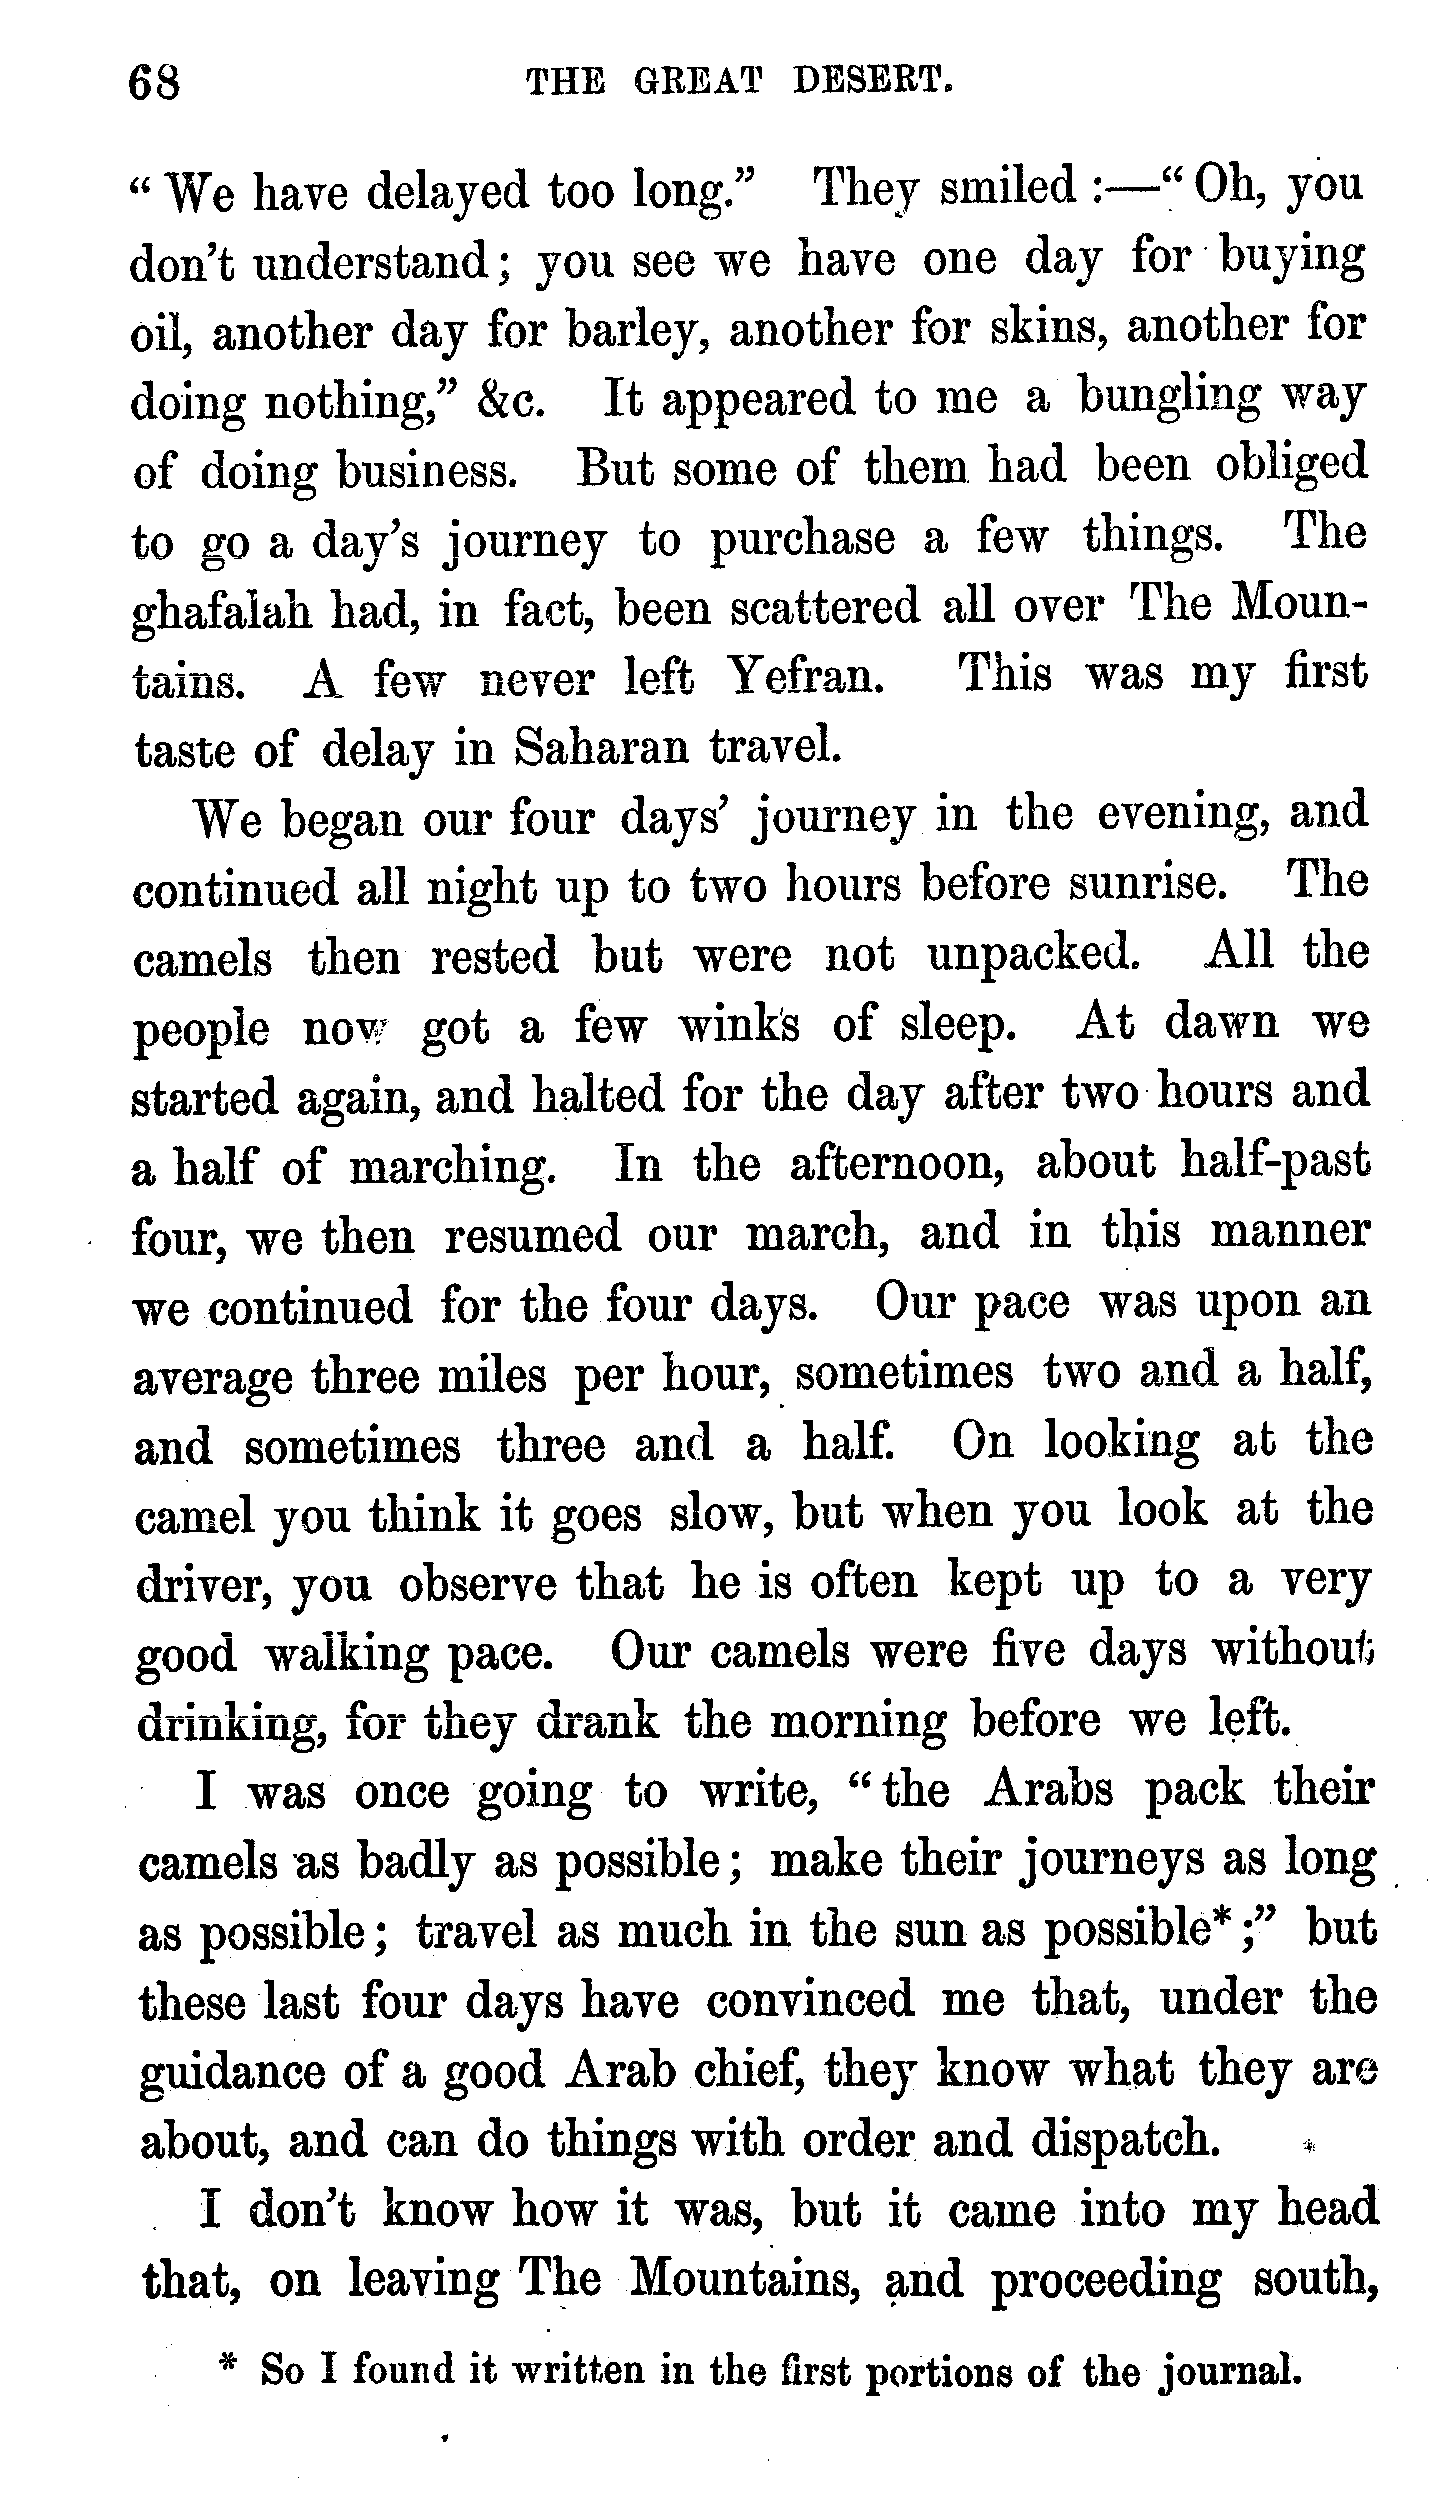 68 THE GREAT DESERT.
“ We have delayed too long.” They smiled :—“ Oh, you
don’t understand; you see we have one day for buying
oil, another day for barley, another for skins, another for
doing nothing,” &c. It appeared to me a bungling way
of doing business. But some of them had been obliged
to go a day’s journey to purchase a few things. The
ghafalah had, in fact, been scattered all over The Moun-
tains. A few never left Yefran. This was my first
taste of delay in Saharan travel.
We began our four days’ journey in the evening, and
continued all night up to two hours before sunrise. The
camels then rested but were not unpacked. All the
people now got a few winks of sleep. At dawn we
started again, and halted for the day after two hours and
a half of marching. In the afternoon, about half-past
four, we then resumed our march, and in this manner
we continued for the four days. Our pace was upon an
average three miles per hour, sometimes two and a half,
and sometimes three and a half. On looking at the
camel you think it goes slow, but when you look at the
driver, you observe that he is often kept up to a very
good walking pace. Our camels were five days without
drinking, for they drank the morning before we left.
I was once going to write, “ the Arabs pack their
camels as badly as possible; make their journeys as long
as possible; travel as much in the sun as possible* ;” but
these last four days have convinced me that, under the
guidance of a good Arab chief, they know what they are
about, and can do things with order and dispatch.
I don’t know how it was, but it came into my head
that, on leaving The Mountains, and proceeding south,
* So I found it written in the first portions of the journal.